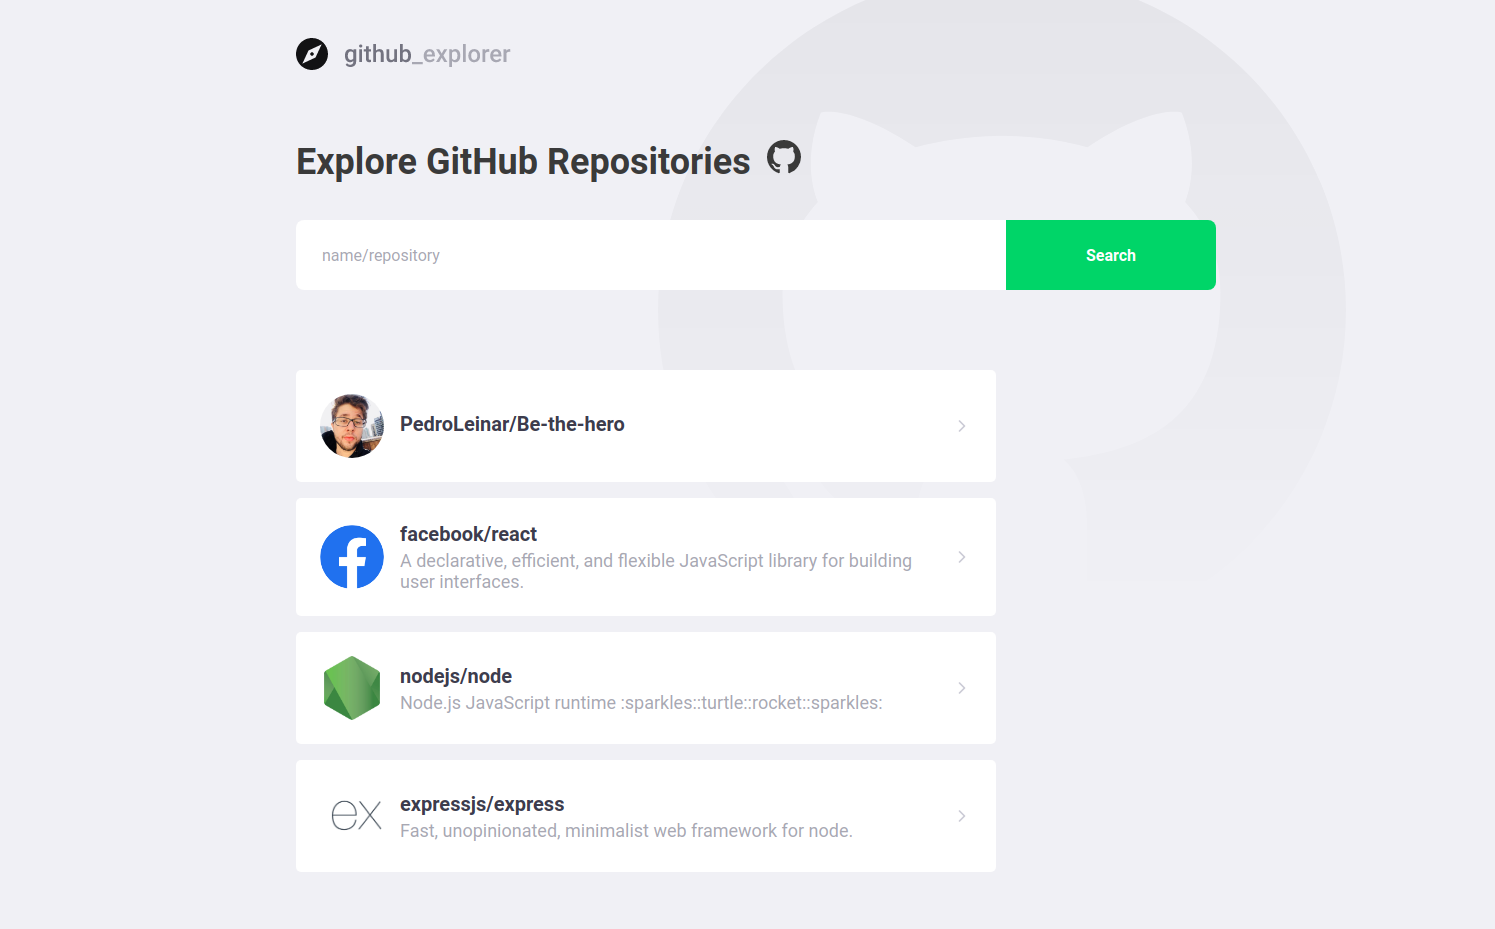 github_explorer
Explore GitHub Repositories
name/repository
Search
PedroLeinar/Be-the-hero
facebook/react
A declarative, efficient, and flexible JavaScript library for building
user interfaces.
nodejs/node
Node.js JavaScript runtime :sparkles::turtle::rocket::sparkles:
ex
expressjs/express
Fast, unopinionated, minimalist web framework for node.